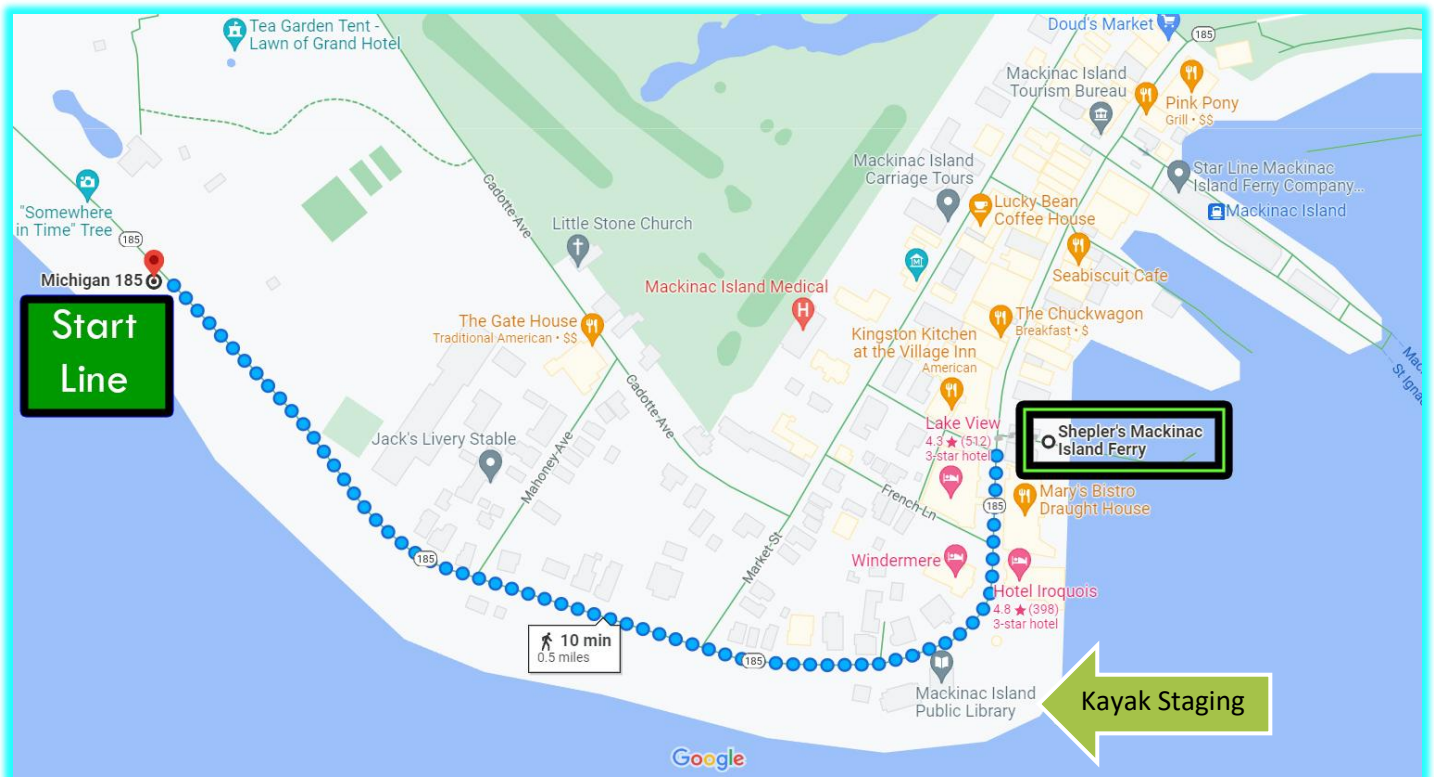 Tea Garden Tent -
Lawn of Grand Hotel
Doud's Market
185
Mackinac Island
Tourism Bureau
Pink Pony
Grill • $$
Star Line Mackinac
Island Ferry Company...
Mackinac Island
Mackinac Island
Carriage Tours
Lucky Bean
Coffee House
Seabiscuit Cafe
Cadotte-Ave
Little Stone Church
"Somewhere
in Time" Tree
185
Michigan 185
Start
Line
Mackinac Island Medical
H
The Chuckwagon
Breakfast • $
The Gate House
Traditional American • $$
Kingston Kitchen
at the Village Inn
American
St Ignac
Cadotte-Ave
Lake View
4.3 ★ (512)
3-star hotel
Shepler's Mackinac
Island Ferry
Jack's Livery Stable
Mahoney-Ave
French-Ln
185
Mary's Bistro
Draught House
Market-St
Windermere
185
Hotel Iroquois
4.8 ★ (398)
3-star hotel
10 min
0.5 miles
185
Mackinac Island
Public Library
Kayak Staging
Google